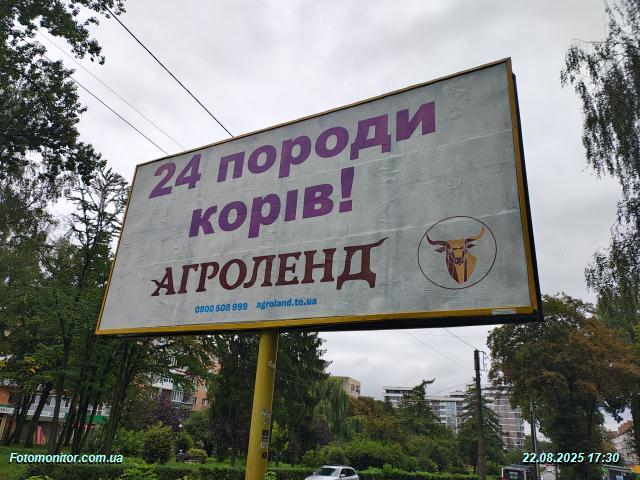 24 породи
корів!
АГРОЛЕНД
0800 508 999 agroland.te.ua
Fotomonitor.com.ua
22.08.2025 17:30